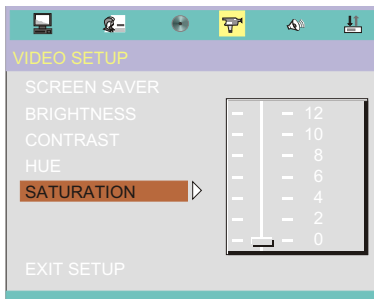 VIDEO SETUP
SCREEN SAVER
BRIGHTNESS
CONTRAST
HUE
SATURATION
EXIT SETUP
12
10
8
6
4
2
0